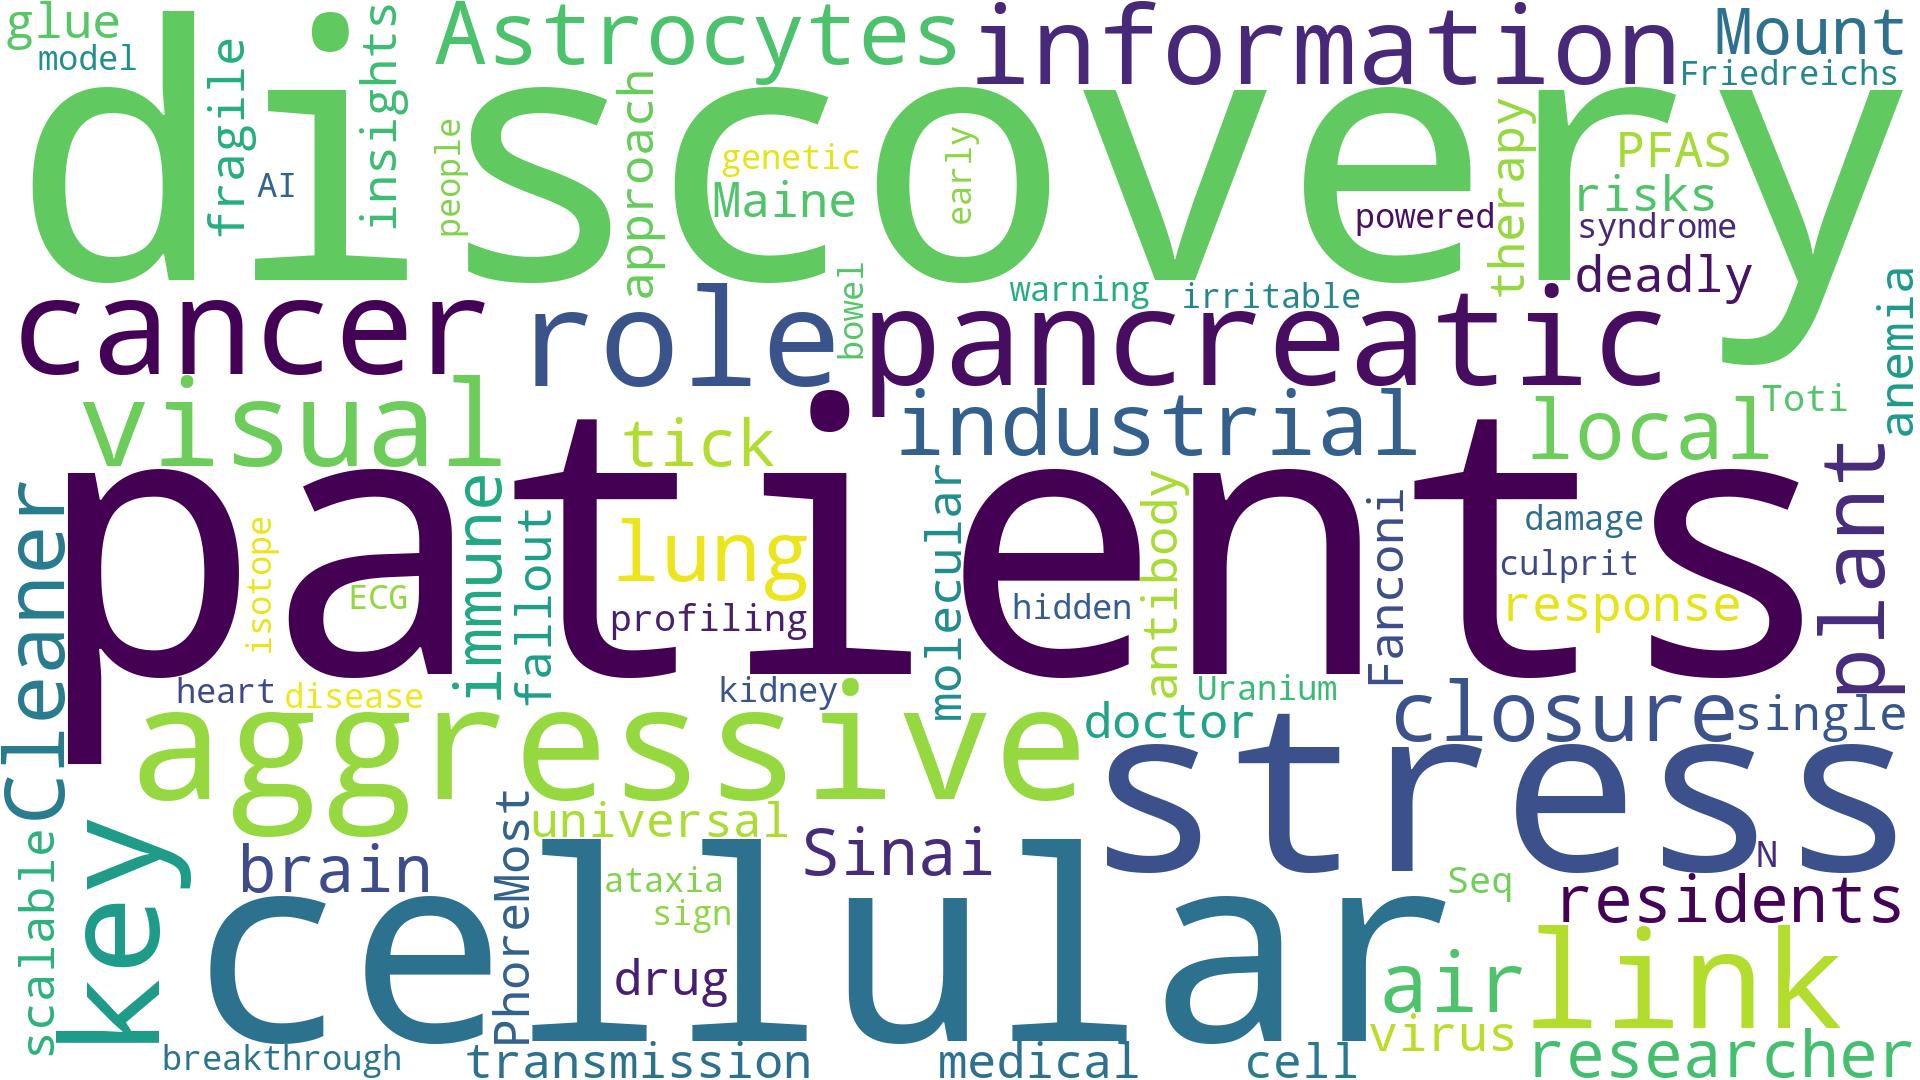 glue
model
discovery
fragile
AI
insights
Astrocytes
people
approach
genetic
Maine
early
information
Mount
Friedreichs
powered
therapy
PFAS
risks
syndrome
deadly
cancer
role
bowel
warning
irritable
pancreatic
anemia
visual
tick
industrial
local
Toti
patients
Cleaner
isotope
ECG
immune
fallout
lung
profiling
molecular
hidden
antibody
Fanconi
damage
culprit
response
plant
heart
disease
kidney
Uranium
aggressive
doctor
closure
single
stress
scalable
key
brain
PhoreMost
universal
Sinai
ataxia
sign
drug
cellular
N
Seq
residents
air
link
virus
researcher
breakthrough
transmission
medical
cell